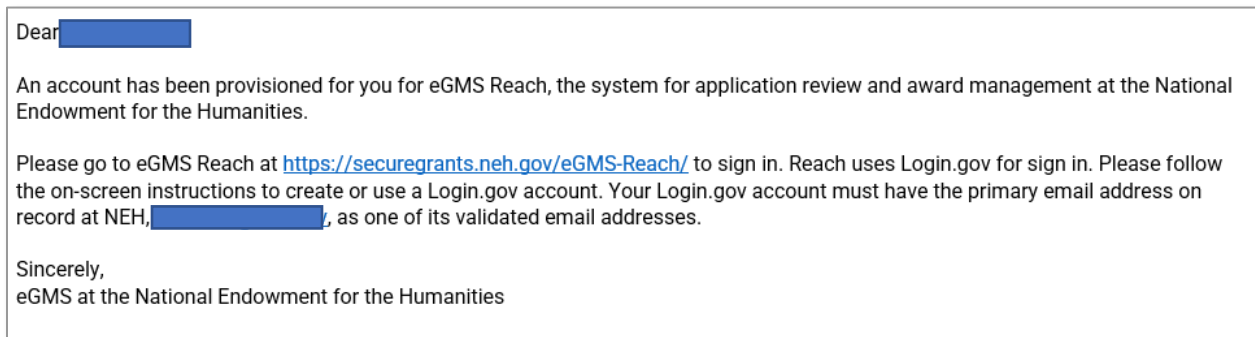 Dear
An account has been provisioned for you for eGMS Reach, the system for application review and award management at the National
Endowment for the Humanities.
Please go to eGMS Reach at https://securegrants.neh.gov/eGMS-Reach/ to sign in. Reach uses Login.gov for sign in. Please follow
the on-screen instructions to create or use a Login.gov account. Your Login.gov account must have the primary email address on
record at NEH, , as one of its validated email addresses.
Sincerely,
eGMS at the National Endowment for the Humanities